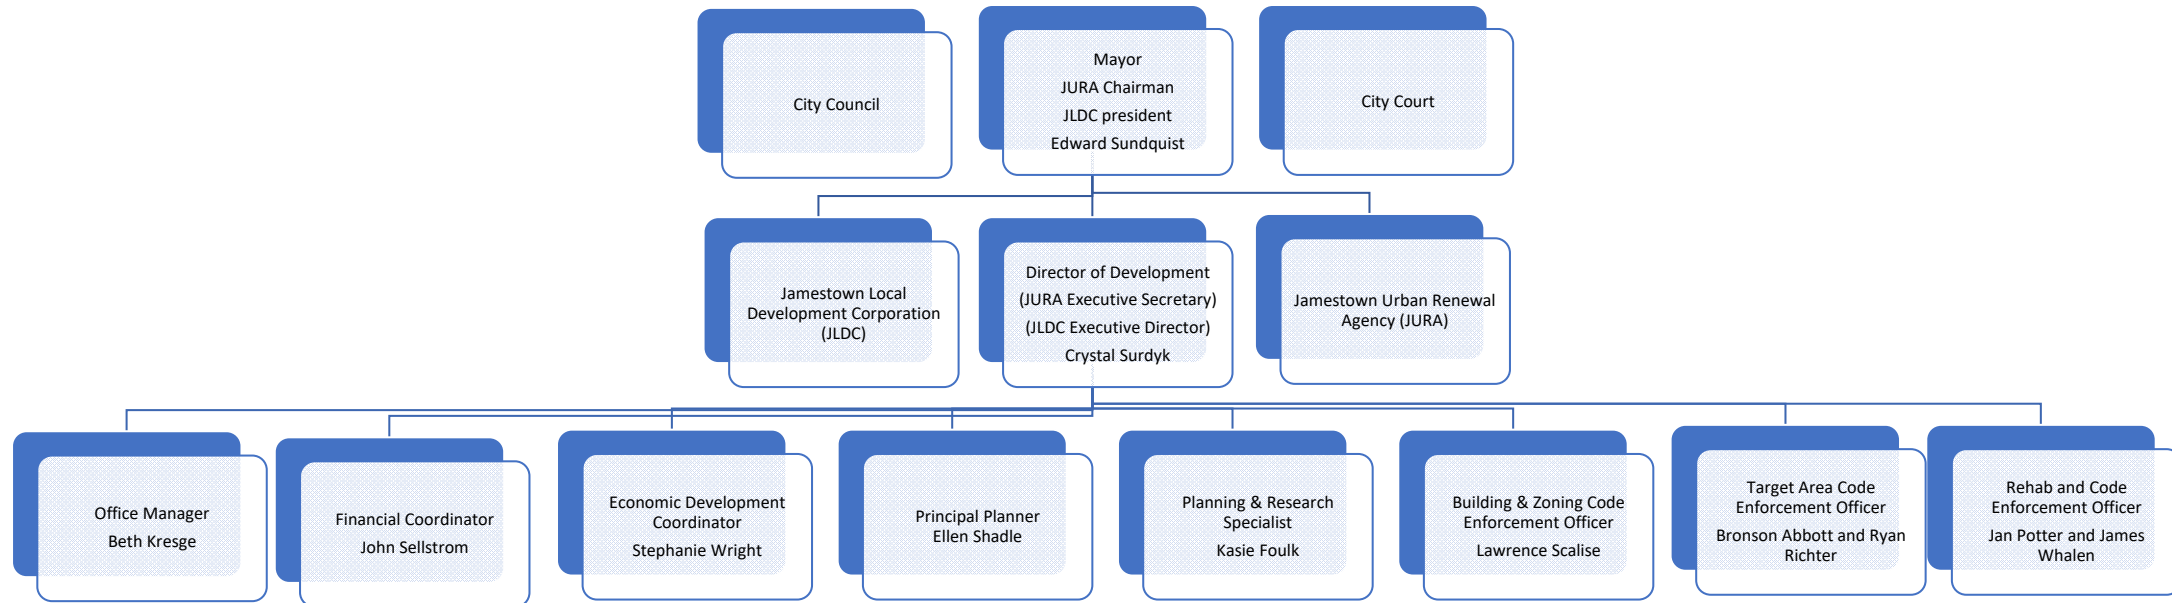 City Council
Mayor
JURA Chairman
JLDC president
Edward Sundquist
City Court
Jamestown Local
Development Corporation
(JLDC)
Director of Development
(JURA Executive Secretary)
(JLDC Executive Director)
Crystal Surdyk
Jamestown Urban Renewal
Agency (JURA)
Office Manager
Beth Kresge
Financial Coordinator
John Sellstrom
Economic Development
Coordinator
Stephanie Wright
Principal Planner
Ellen Shadle
Planning & Research
Specialist
Kasie Foulk
Building & Zoning Code
Enforcement Officer
Lawrence Scalise
Target Area Code
Enforcement Officer
Bronson Abbott and Ryan
Richter
Rehab and Code
Enforcement Officer
Jan Potter and James
Whalen